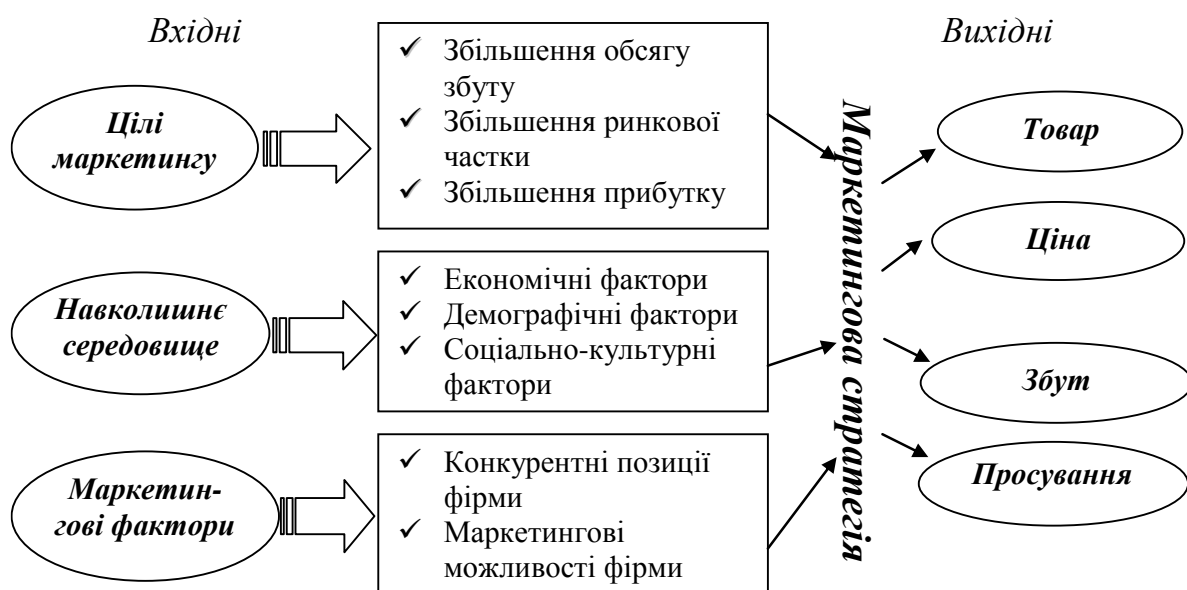 Вхідні
Вихідні
Цілі
маркетингу
✓ Збільшення обсягу
збуту
✓ Збільшення ринкової
частки
✓ Збільшення прибутку
Навколишнє
середовище
✓ Економічні фактори
✓ Демографічні фактори
✓ Соціально-культурні
фактори
Маркетин-
гові фактори
✓ Конкурентні позиції
фірми
✓ Маркетингові
можливості фірми
Маркетингова стратегія
Товар
Ціна
Збут
Просування